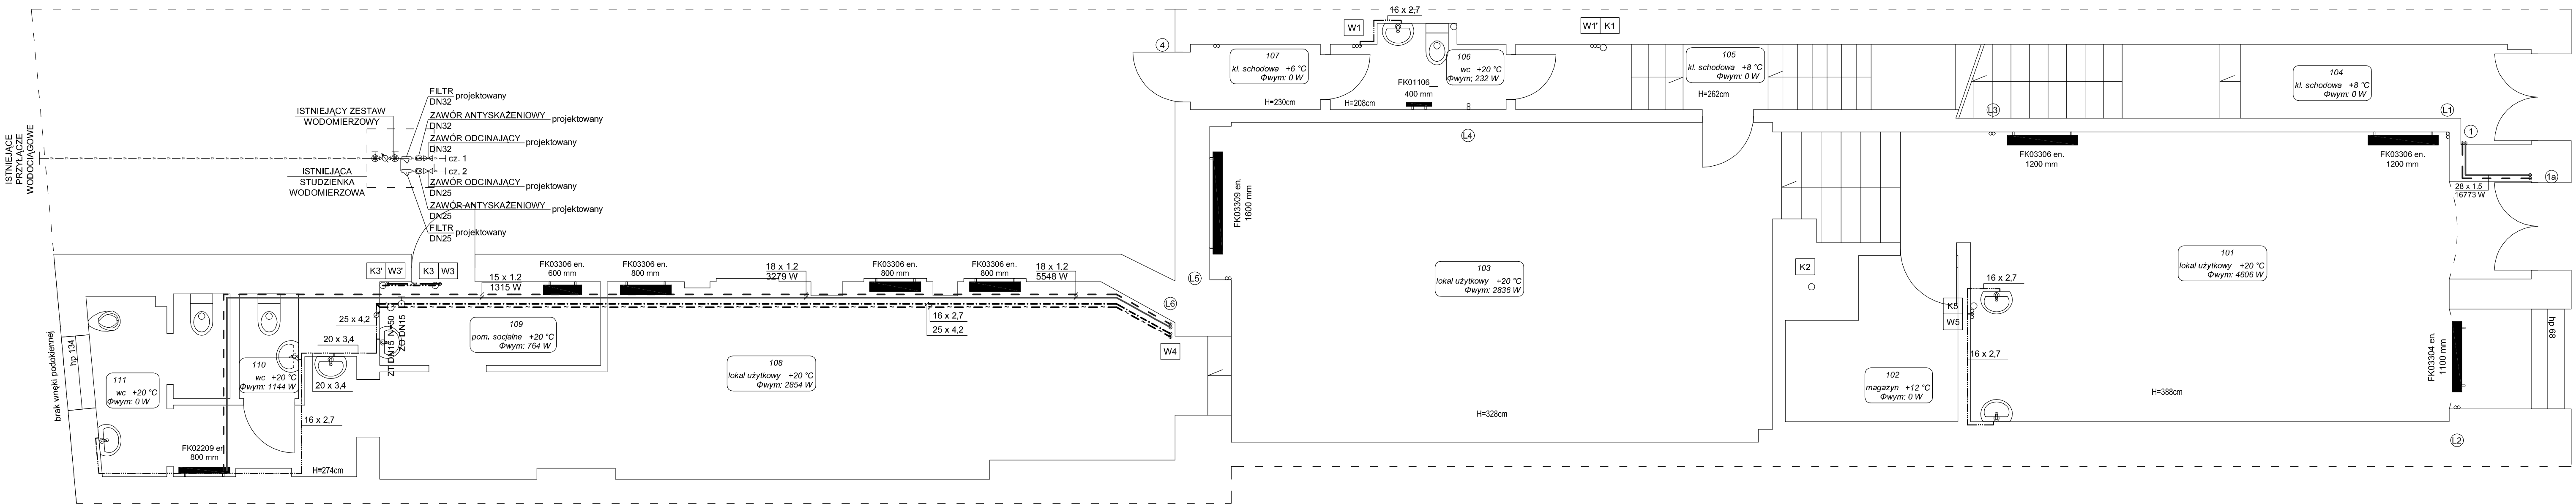 ISTNIEJĄCE
PRZYŁĄCZE
WODOCIĄGOWE
ISTNIEJĄCY ZESTAW
WODOMIERZOWY
ISTNIEJĄCA
STUDZIENKA
WODOMIERZOWA
FILTR
DN32
projektowany
ZAWÓR ANTYSKAŻENIOWY
DN32
projektowany
ZAWÓR ODCINAJĄCY
DN32
projektowany
cz. 1
cz. 2
ZAWÓR ODCINAJĄCY
DN25
projektowany
ZAWÓR ANTYSKAŻENIOWY
DN25
projektowany
FILTR
DN25
projektowany
4
107
kl. schodowa +6 °C
Φwym: 0 W
H=230cm
W1
16 x 2,7
106
wc +20 °C
Φwym: 232 W
FK01106
400 mm
H=208cm
W1'
K1
105
kl. schodowa +8 °C
Φwym: 0 W
H=262cm
104
kl. schodowa +8 °C
Φwym: 0 W
L3
L1
1
1a
L4
FK03306 en.
1200 mm
FK03306 en.
1200 mm
28 x 1,5
16773 W
FK03309 en.
1600 mm
L5
L6
W4
103
lokal użytkowy +20 °C
Φwym: 2836 W
H=328cm
K2
101
lokal użytkowy +20 °C
Φwym: 4606 W
16 x 2,7
K5
W5
16 x 2,7
102
magazyn +12 °C
Φwym: 0 W
H=388cm
FK03304 en.
1100 mm
hp 68
L2
K3'
W3'
K3
W3
15 x 1.2
1315 W
FK03306 en.
600 mm
FK03306 en.
800 mm
18 x 1.2
3279 W
FK03306 en.
800 mm
FK03306 en.
800 mm
18 x 1.2
5548 W
25 x 4,2
20 x 3,4
20 x 3,4
ZT DN15 N=50
ZO DN15
109
pom. socjalne +20 °C
Φwym: 764 W
16 x 2,7
25 x 4,2
108
lokal użytkowy +20 °C
Φwym: 2854 W
110
wc +20 °C
Φwym: 1144 W
111
wc +20 °C
Φwym: 0 W
hp 134
brak wnęki podokiennej
16 x 2,7
FK02209 en
800 mm
H=274cm